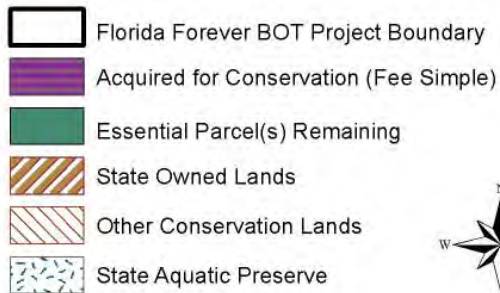 Florida Forever BOT Project Boundary
Acquired for Conservation (Fee Simple)
Essential Parcel(s) Remaining
State Owned Lands
Other Conservation Lands
State Aquatic Preserve
N
W